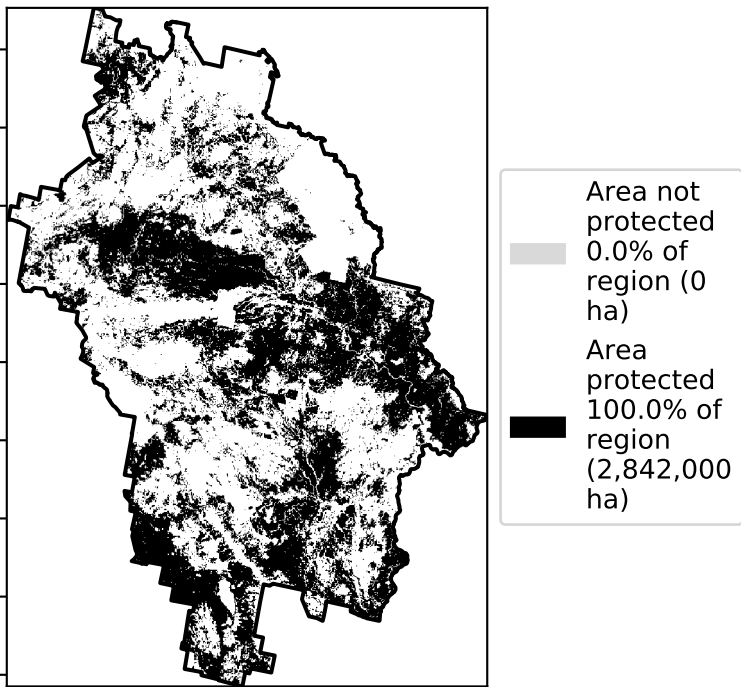 Area not
protected
0.0% of
region (0
ha)
Area
protected
100.0% of
region
(2,842,000
ha)